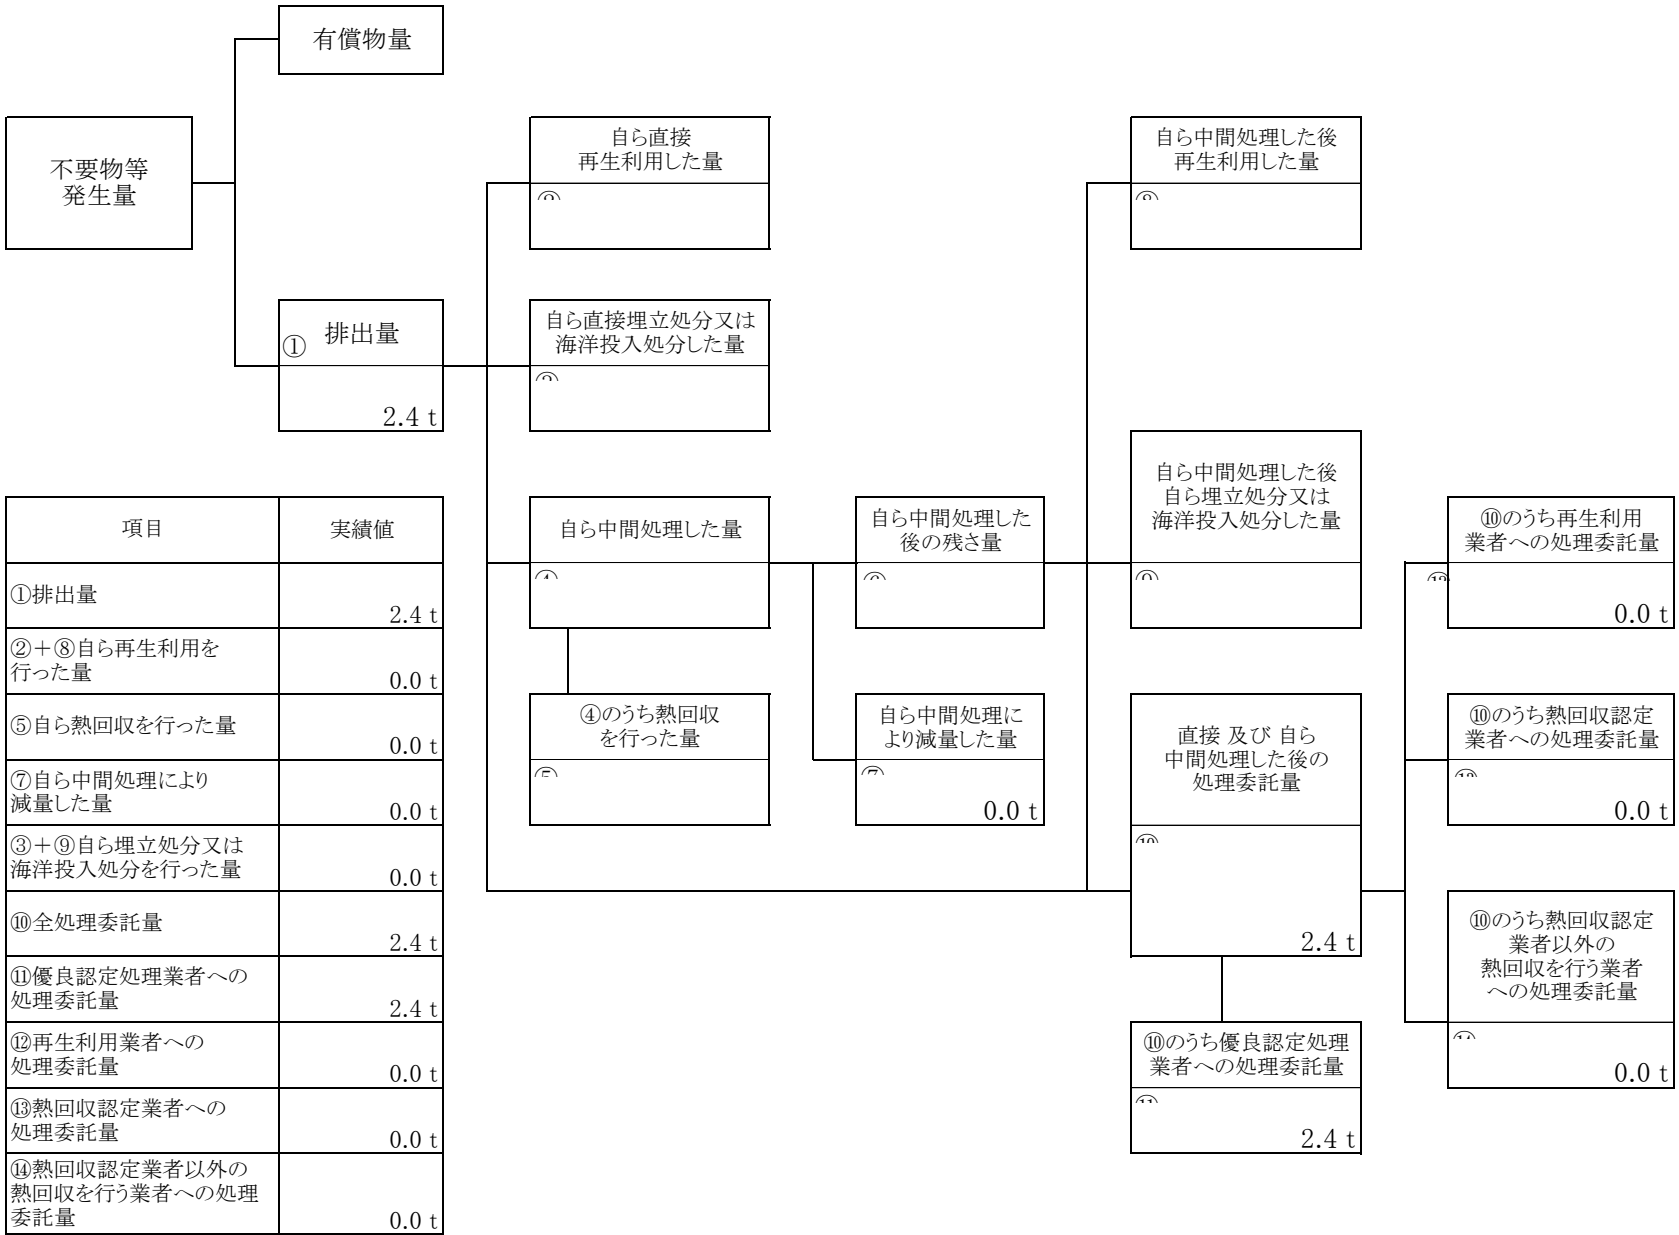 有償物量
不要物等
発生量
自ら直接
再生利用した量
自ら中間処理した後
再生利用した量
①
排出量
2.4 t
自ら直接埋立処分又は
海洋投入処分した量
自ら中間処理した量
自ら中間処理した
後の残さ量
自ら中間処理した後
自ら埋立処分又は
海洋投入処分した量
⑩のうち再生利用
業者への処理委託量
0.0 t
④のうち熱回収
を行った量
自ら中間処理に
より減量した量
0.0 t
直接 及び 自ら
中間処理した後の
処理委託量
2.4 t
⑩のうち熱回収認定
業者への処理委託量
0.0 t
⑩のうち熱回収認定
業者以外の
熱回収を行う業者
への処理委託量
0.0 t
⑩のうち優良認定処理
業者への処理委託量
2.4 t
項目 実績値
①排出量
2.4 t
②＋⑧自ら再生利用を
行った量
0.0 t
⑤自ら熱回収を行った量
0.0 t
⑦自ら中間処理により
減量した量
0.0 t
③＋⑨自ら埋立処分又は
海洋投入処分を行った量
0.0 t
⑩全処理委託量
2.4 t
⑪優良認定処理業者への
処理委託量
2.4 t
⑫再生利用業者への
処理委託量
0.0 t
⑬熱回収認定業者への
処理委託量
0.0 t
⑭熱回収認定業者以外の
熱回収を行う業者への処理
委託量
0.0 t